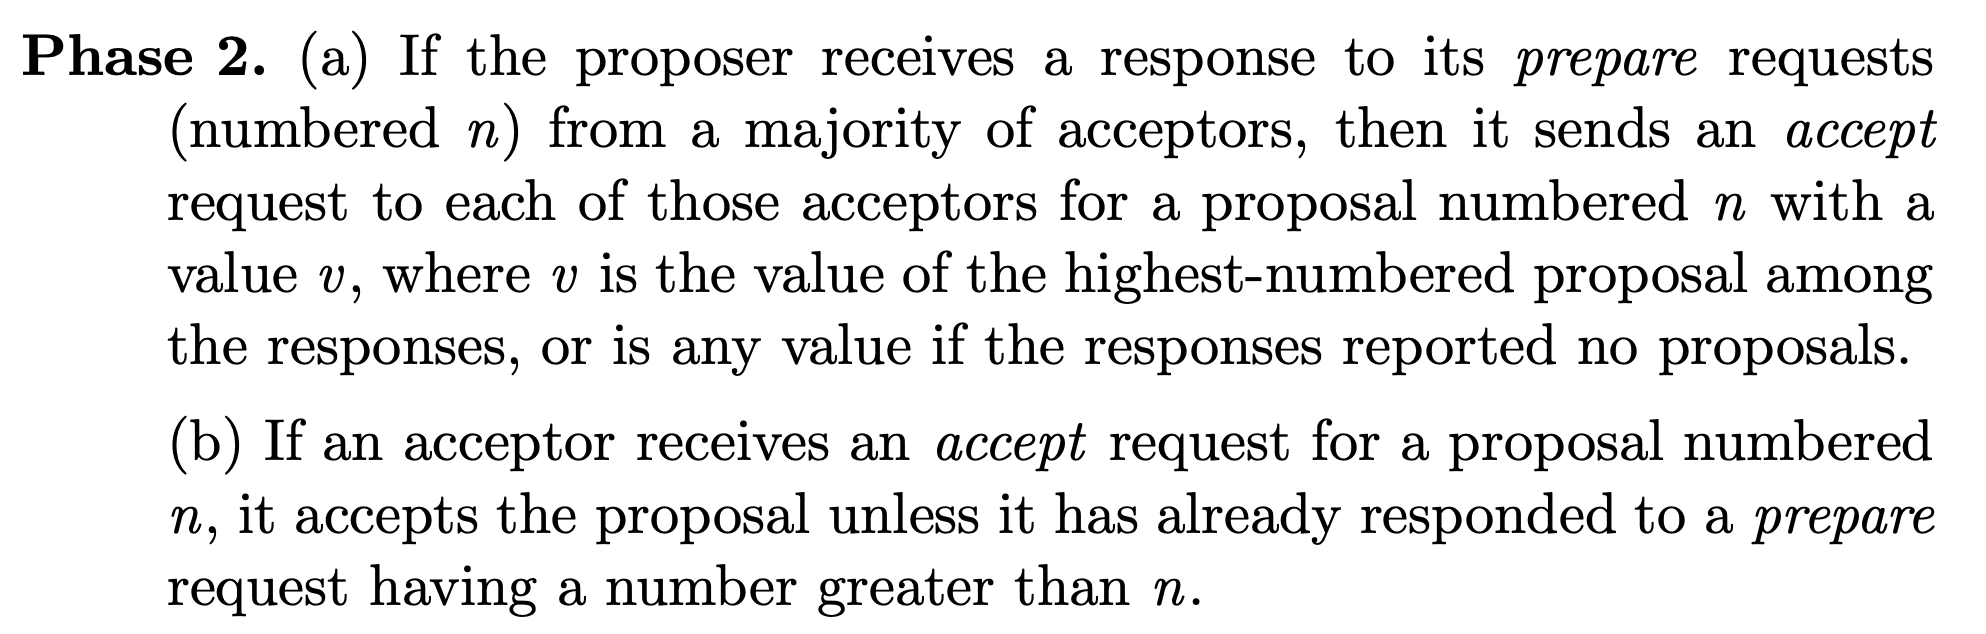 Phase 2. (a) If the proposer receives a response to its prepare requests
(numbered n) from a majority of acceptors, then it sends an accept
request to each of those acceptors for a proposal numbered n with a
value v, where v is the value of the highest-numbered proposal among
the responses, or is any value if the responses reported no proposals.
(b) If an acceptor receives an accept request for a proposal numbered
n, it accepts the proposal unless it has already responded to a prepare
request having a number greater than n.